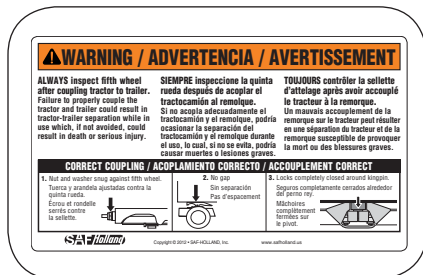 WARNING / ADVERTENCIA / AVERTISSEMENT
ALWAYS inspect fifth wheel
after coupling tractor to trailer.
Failure to properly couple the
tractor and trailer could result in
tractor-trailer separation while in
use which, if not avoided, could
result in death or serious injury.
SIEMPRE inspeccione la quinta
rueda después de acoplar el
tractocamión al remolque.
Si no acopla adecuadamente el
tractocamión y el remolque, podría
ocasionar la separación del
tractocamión y el remolque durante
el uso, lo cual, si no se evita, podría
causar muertes o lesiones graves.
TOUJOURS contrôler la sellette
d'attelage après avoir accouplé
le tracteur à la remorque.
Un mauvais accouplement de la
remorque sur le tracteur peut résulter
en une séparation du tracteur et de la
remorque susceptible de provoquer
la mort ou des blessures graves.
CORRECT COUPLING / ACOPLAMIENTO CORRECTO / ACCOUPLEMENT CORRECT
1. Nut and washer snug against fifth wheel.
Tuerca y arandela ajustadas contra la
quinta rueda.
Écrou et rondelle
serrés contre
la sellette.
2. No gap
Sin separación
Pas d'espacement
3. Locks completely closed around kingpin.
Seguros completamente cerrados alrededor
del perno rey.
Mâchoires
complètement
fermées sur
le pivot.
SAF Holland
Copyright © 2012 • SAF-HOLLAND, Inc.
www.safholland.us